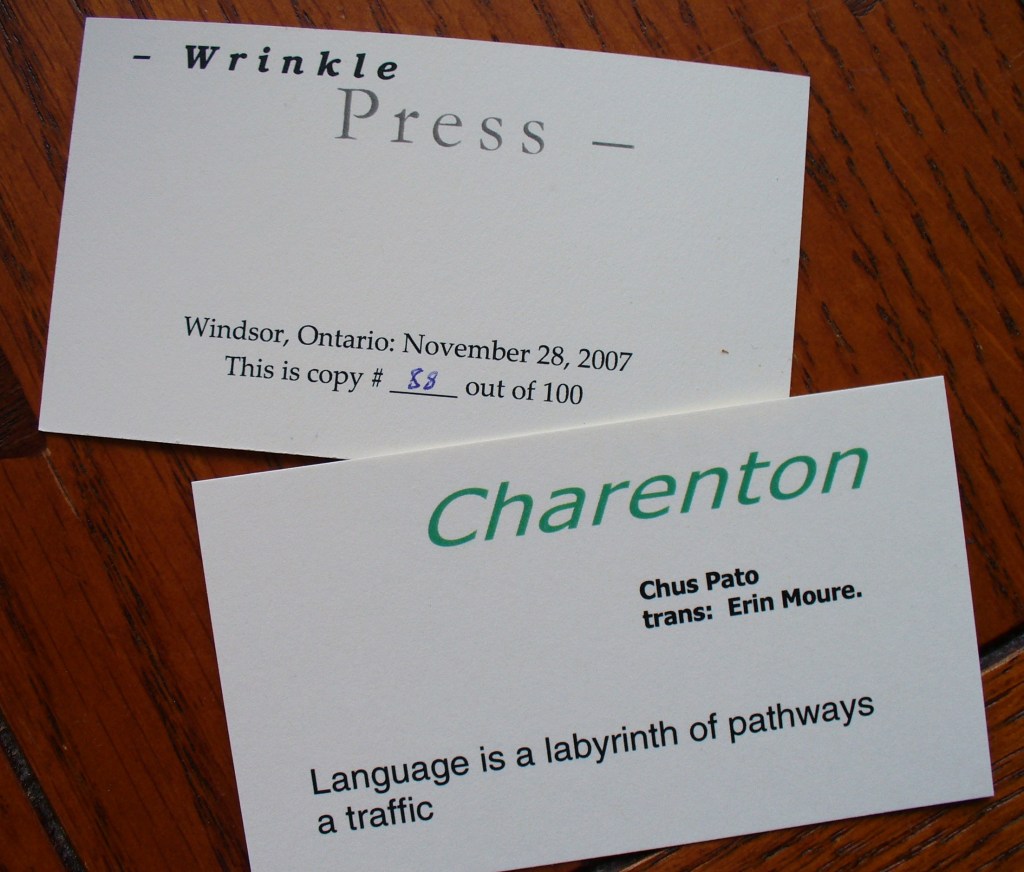 - Wrinkle
Press –
Windsor, Ontario: November 28, 2007
This is copy # 88 out of 100
Charenton
Chus Pato
trans: Erin Moure.
Language is a labyrinth of pathways
a traffic